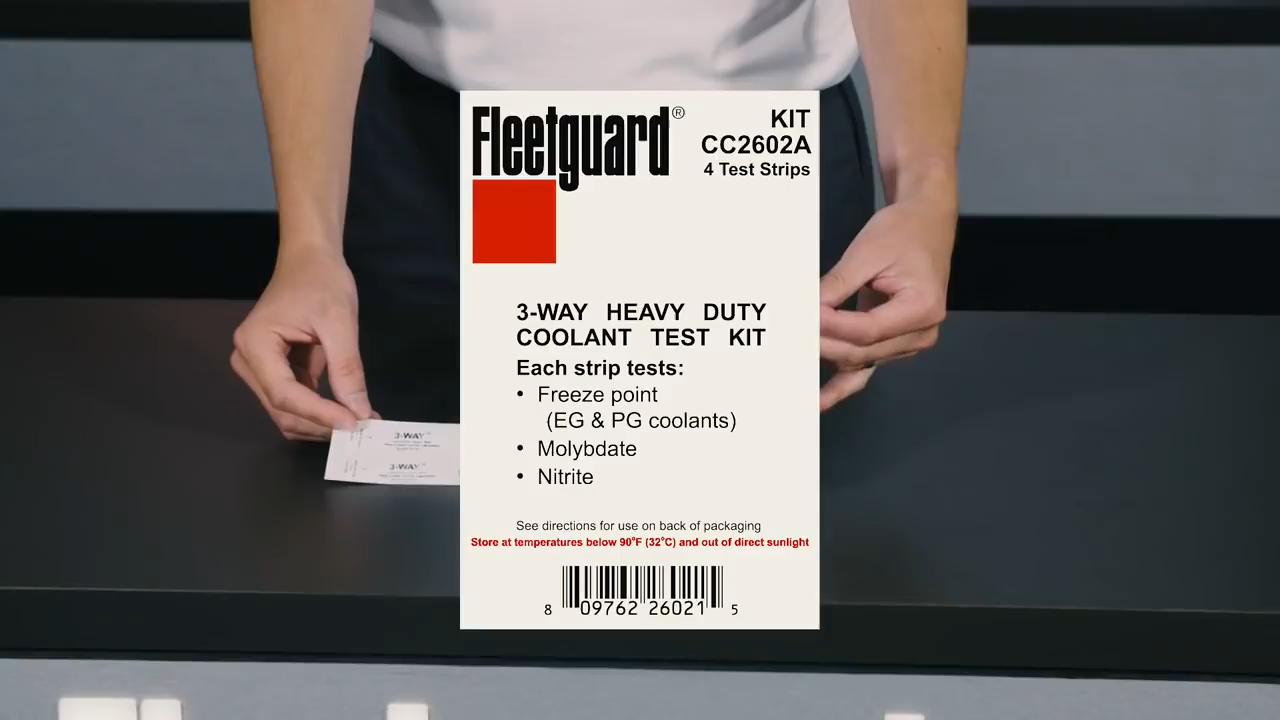 Fleetguard®
KIT
CC2602A
4 Test Strips
3-WAY HEAVY DUTY
COOLANT TEST KIT
Each strip tests:
• Freeze point
(EG & PG coolants)
• Molybdate
• Nitrite
See directions for use on back of packaging
Store at temperatures below 90°F (32°C) and out of direct sunlight
8 09762 26021 5
3-WAY™
3-WAY™